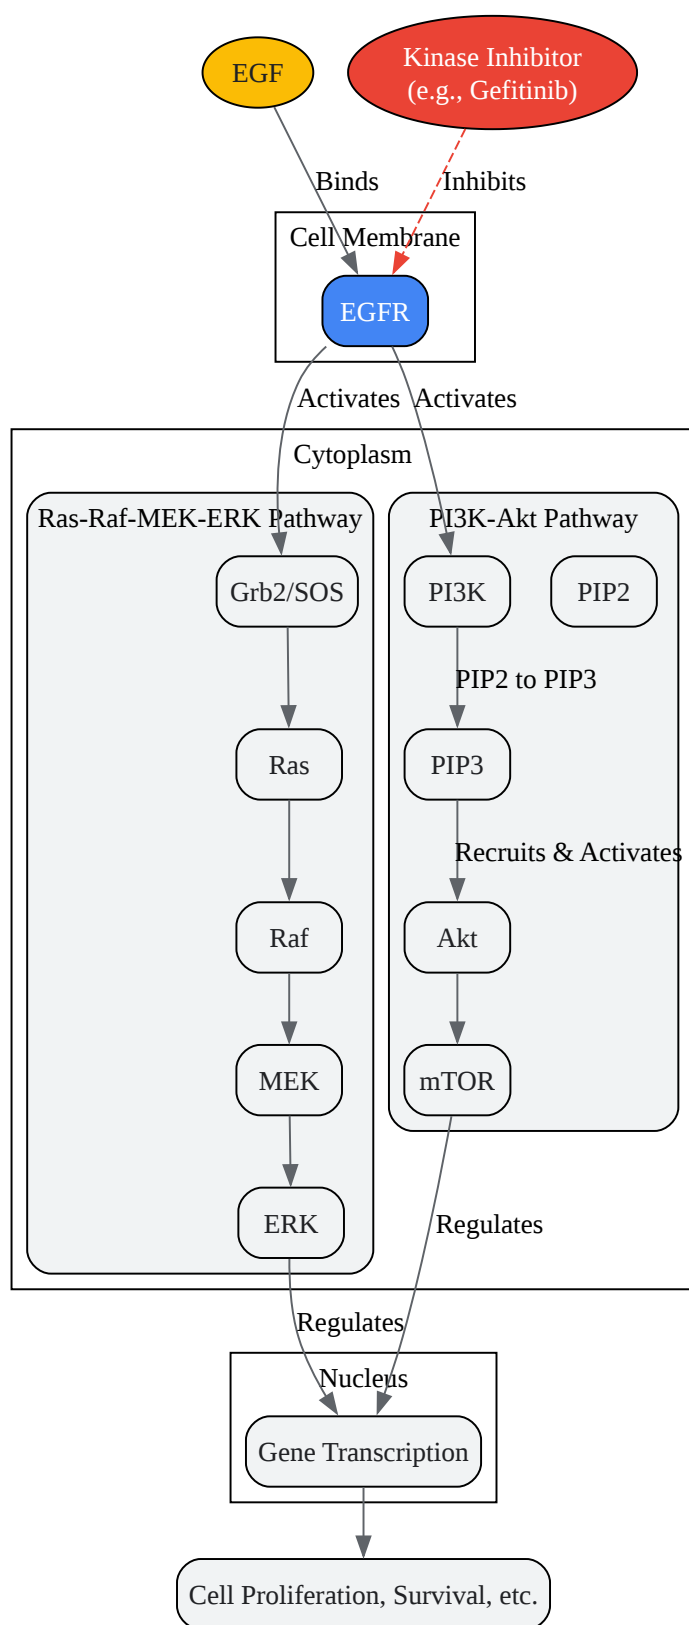 EGF
Kinase Inhibitor
(e.g., Gefitinib)
Binds
Inhibits
Cell Membrane
EGFR
Activates
Activates
Cytoplasm
Ras-Raf-MEK-ERK Pathway
PI3K-Akt Pathway
Grb2/SOS
PI3K
PIP2
PIP2 to PIP3
Ras
PIP3
Recruits & Activates
Raf
Akt
MEK
mTOR
ERK
Regulates
Regulates
Nucleus
Gene Transcription
Cell Proliferation, Survival, etc.